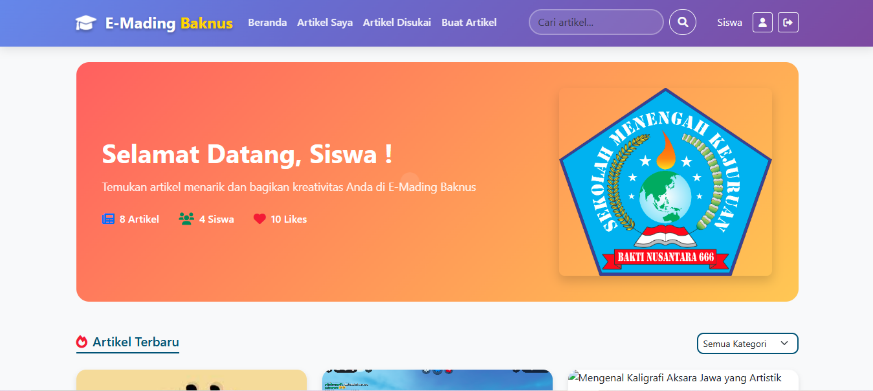 E-Mading Baknus
Beranda
Artikel Saya
Artikel Disukai
Buat Artikel
Cari artikel...
Siswa
Selamat Datang, Siswa !
Temukan artikel menarik dan bagikan kreativitas Anda di E-Mading Baknus
8 Artikel
4 Siswa
10 Likes
SEKOLAH MENENGAH KEJURUAN
BAKTI NUSANTARA 666
Artikel Terbaru
Semua Kategori
Mengenal Kaligrafi Aksara Jawa yang Artistik